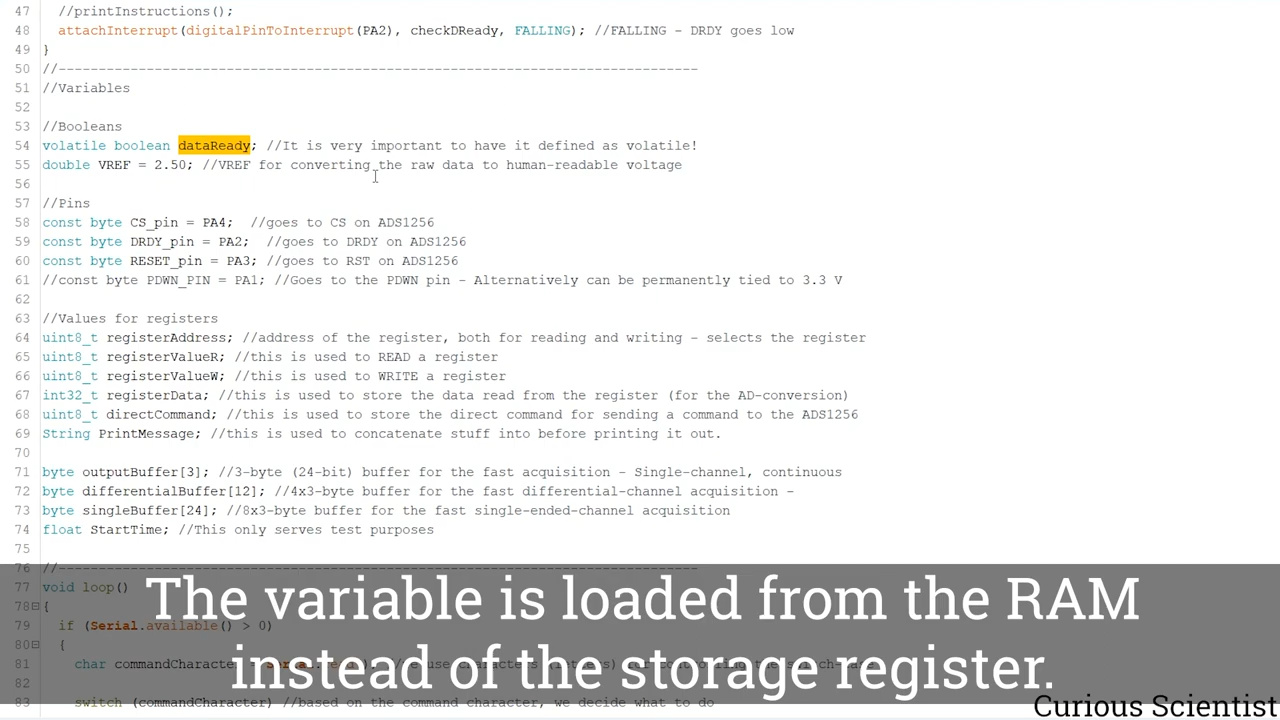 47 //printInstructions();
48 attachInterrupt(digitalPinToInterrupt(PA2), checkDReady, FALLING); //FALLING - DRDY goes low
49 }
50 //--------------------------------------------------------------------------------
51 //Variables
52
53 //Booleans
54 volatile boolean dataReady; //It is very important to have it defined as volatile!
55 double VREF = 2.50; //VREF for converting the raw data to human-readable voltage
56
57 //Pins
58 const byte CS_pin = PA4; //goes to CS on ADS1256
59 const byte DRDY_pin = PA2; //goes to DRDY on ADS1256
60 const byte RESET_pin = PA3; //goes to RST on ADS1256
61 //const byte PDWN_PIN = PA1; //Goes to the PDWN pin - Alternatively can be permanently tied to 3.3 V
62
63 //Values for registers
64 uint8_t registerAddress; //address of the register, both for reading and writing - selects the register
65 uint8_t registerValueR; //this is used to READ a register
66 uint8_t registerValueW; //this is used to WRITE a register
67 int32_t registerData; //this is used to store the data read from the register (for the AD-conversion)
68 uint8_t directCommand; //this is used to store the direct command for sending a command to the ADS1256
69 String PrintMessage; //this is used to concatenate stuff into before printing it out.
70
71 byte outputBuffer[3]; //3-byte (24-bit) buffer for the fast acquisition - Single-channel, continuous
72 byte differentialBuffer[12]; //4x3-byte buffer for the fast differential-channel acquisition -
73 byte singleBuffer[24]; //8x3-byte buffer for the fast single-ended-channel acquisition
74 float StartTime; //This only serves test purposes
75
76 //--------------------------------------------------------------------------------
77 void loop()
78 {
79 if (Serial.available() > 0)
80 {
81 char commandCharacter
82
83 switch (commandCharacter) //based on the command character, we decide what to do
The variable is loaded from the RAM
instead of the storage register.
Curious Scientist